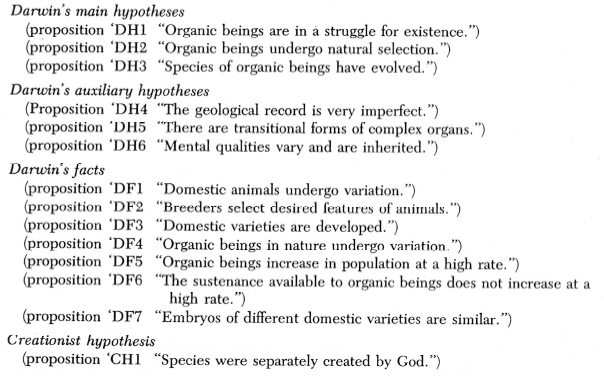 Darwin's main hypotheses
(proposition 'DH1 "Organic beings are in a struggle for existence.")
(proposition 'DH2 "Organic beings undergo natural selection.")
(proposition 'DH3 "Species of organic beings have evolved.")
Darwin's auxiliary hypotheses
(Proposition 'DH4 "The geological record is very imperfect.")
(proposition 'DH5 "There are transitional forms of complex organs.")
(proposition 'DH6 "Mental qualities vary and are inherited.")
Darwin's facts
(proposition 'DF1 "Domestic animals undergo variation.")
(proposition 'DF2 "Breeders select desired features of animals.")
(proposition 'DF3 "Domestic varieties are developed.")
(proposition 'DF4 "Organic beings in nature undergo variation.")
(proposition 'DF5 "Organic beings increase in population at a high rate.")
(proposition 'DF6 "The sustenance available to organic beings does not increase at a
high rate.")
(proposition 'DF7 "Embryos of different domestic varieties are similar.")
Creationist hypothesis
(proposition 'CH1 "Species were separately created by God.")